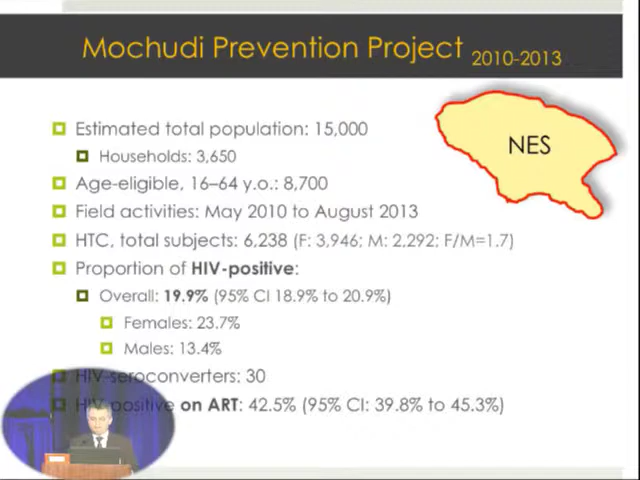 Mochudi Prevention Project 2010-2013
Estimated total population: 15,000
NES
Households: 3,650
Age-eligible, 16–64 y.o.: 8,700
Field activities: May 2010 to August 2013
HTC, total subjects: 6,238 (F: 3,946; M: 2,292; F/M=1.7)
Proportion of HIV-positive:
Overall: 19.9% (95% CI 18.9% to 20.9%)
Females: 23.7%
Males: 13.4%
HIV-seroconverters: 30
HIV-positive on ART: 42.5% (95% CI: 39.8% to 45.3%)